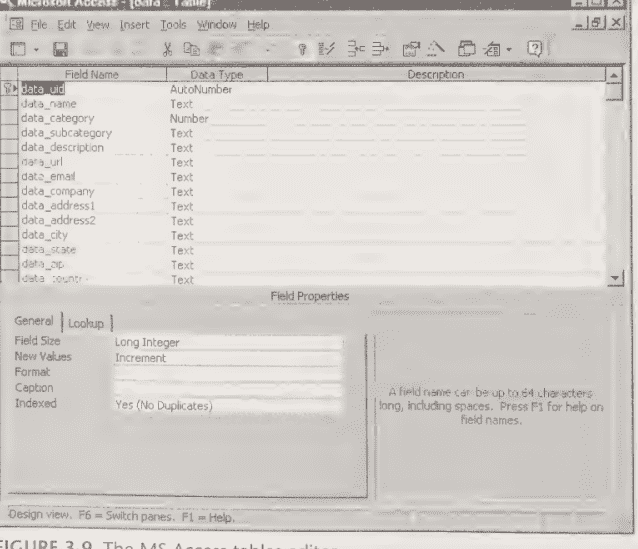 Microsoft Access - [data : Table]
File Edit View Insert Tools Window Help
Field Name Data Type Description
data_uid AutoNumber
data_name Text
data_category Number
data_subcategory Text
data_description Text
data_url Text
data_email Text
data_company Text
data_address1 Text
data_address2 Text
data_city Text
data_state Text
data_zip Text
data_country Text
Field Properties
General Lookup
Field Size Long Integer
New Values Increment
Format
Caption
Indexed Yes (No Duplicates)
A field name can be up to 64 characters
long, including spaces. Press F1 for help on
field names.
Design view. F6 = Switch panes. F1 = Help.
FIGURE 3.9 The MS Access tables editor